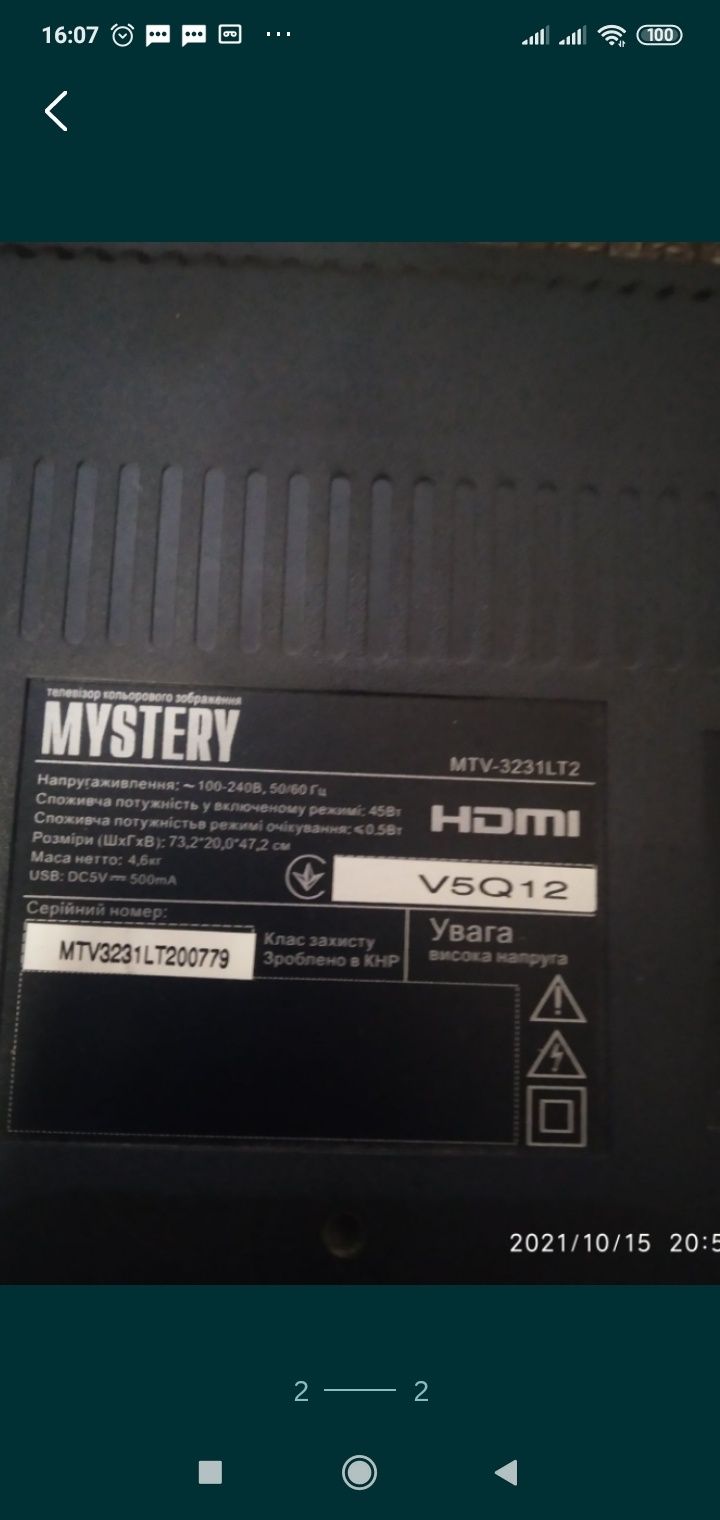 16:07
100
телевізор кольорового зображення
MYSTERY
MTV-3231LT2
Напругаживлення: ~ 100-240В, 50/60 Гц
Споживча потужність у включеному режимі: 45Вт
Споживча потужністьв режимі очікування: ≤0.5Вт
Розміри (ШхГхВ): 73,2*20,0*47,2 см
Маса нетто: 4,6кг
USB: DC5V⎓500mA
HDMI
V5Q12
Серійний номер:
MTV3231LT200779
Клас захисту
Зроблено в КНР
Увага
висока напруга
2021/10/15 20:5
2 2